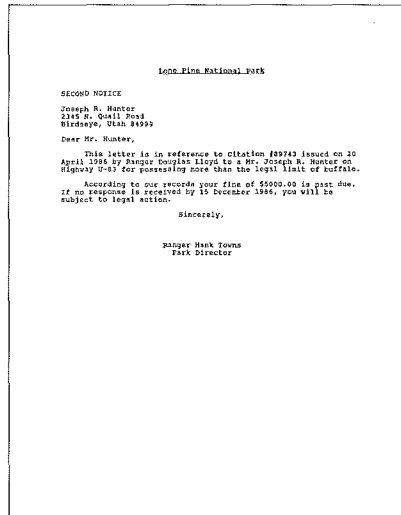 Lone Pine National Park
SECOND NOTICE
Joseph R. Hunter
2345 N. Quail Road
Birdseye, Utah 84999
Dear Mr. Hunter,
This letter is in reference to Citation #89743 issued on 20
April 1986 by Ranger Douglas Lloyd to a Mr. Joseph R. Hunter on
Highway U-83 for possessing more than the legal limit of buffalo.
According to our records your fine of $5000.00 is past due.
If no response is received by 15 December 1986, you will be
subject to legal action.
Sincerely,
Ranger Hank Towns
Park Director